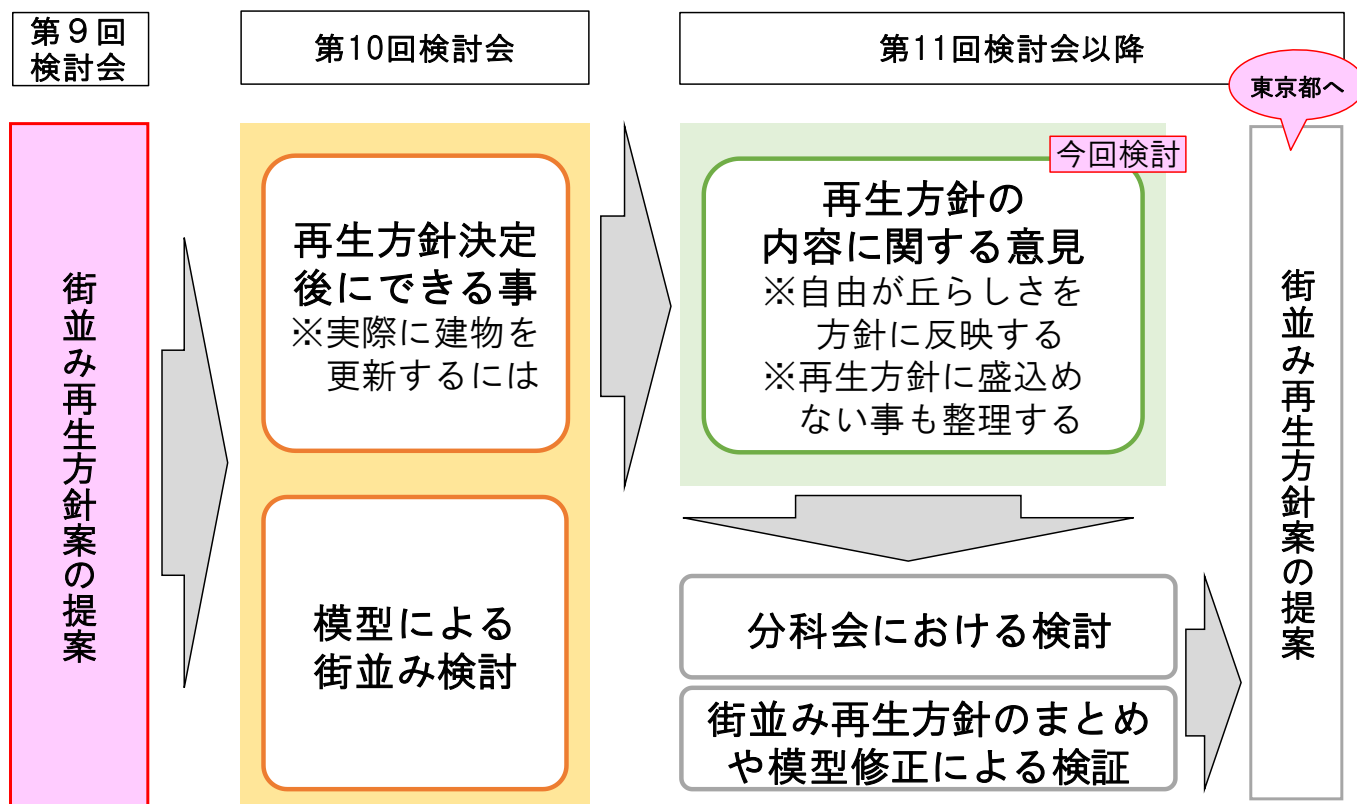 第９回
検討会
第10回検討会
第11回検討会以降
東京都へ
街並み再生方針案の提案
再生方針決定
後にできる事
※実際に建物を
更新するには
模型による
街並み検討
今回検討
再生方針の
内容に関する意見
※自由が丘らしさを
方針に反映する
※再生方針に盛込め
ない事も整理する
分科会における検討
街並み再生方針のまとめ
や模型修正による検証
街並み再生方針案の提案